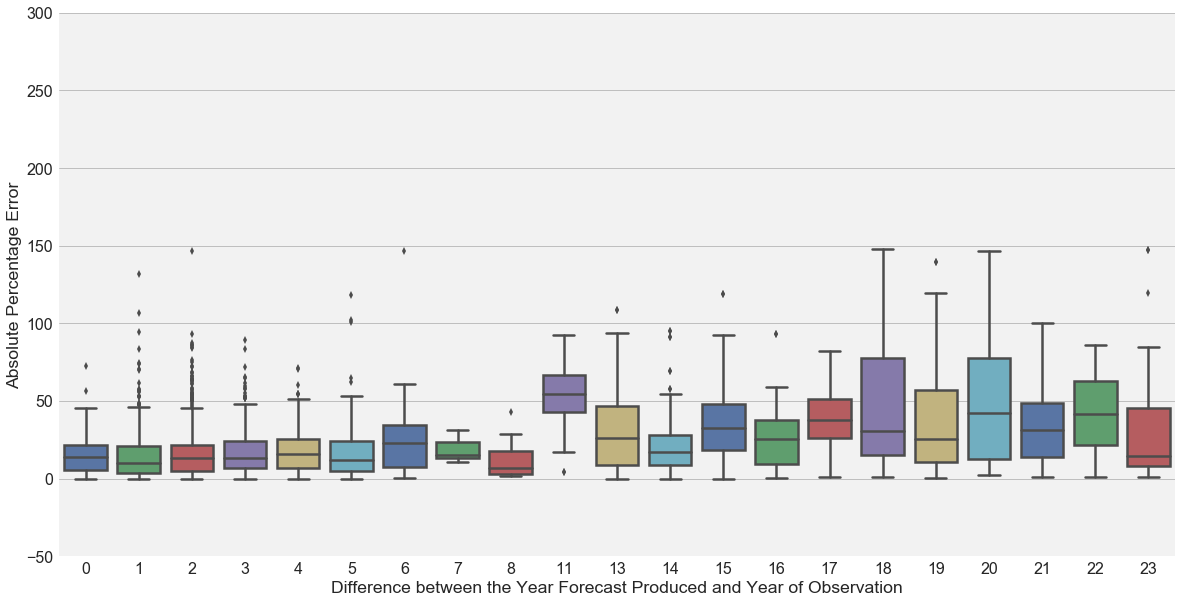 300
250
200
150
100
50
0
−50
Absolute Percentage Error
0 1 2 3 4 5 6 7 8 11 13 14 15 16 17 18 19 20 21 22 23
Difference between the Year Forecast Produced and Year of Observation